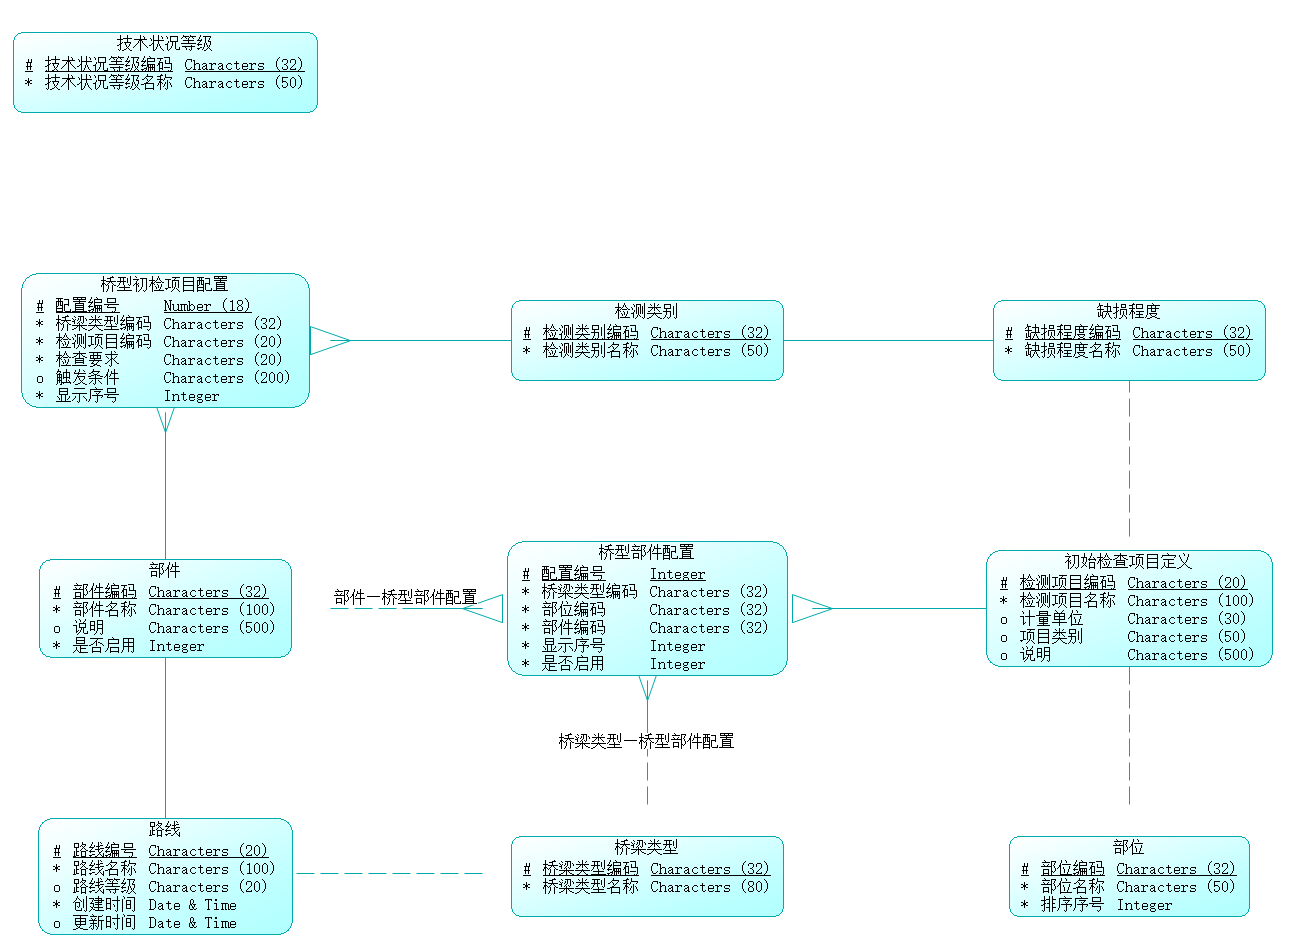 技术状况等级
# 技术状况等级编码 Characters (32)
* 技术状况等级名称 Characters (50)
桥型初检项目配置
# 配置编号 Number (18)
* 桥梁类型编码 Characters (32)
* 检测项目编码 Characters (20)
* 检查要求 Characters (20)
o 触发条件 Characters (200)
* 显示序号 Integer
检测类别
# 检测类别编码 Characters (32)
* 检测类别名称 Characters (50)
缺损程度
# 缺损程度编码 Characters (32)
* 缺损程度名称 Characters (50)
部件
# 部件编码 Characters (32)
* 部件名称 Characters (100)
o 说明 Characters (500)
* 是否启用 Integer
部件—桥型部件配置
桥型部件配置
# 配置编号 Integer
* 桥梁类型编码 Characters (32)
* 部位编码 Characters (32)
* 部件编码 Characters (32)
* 显示序号 Integer
* 是否启用 Integer
初始检查项目定义
# 检测项目编码 Characters (20)
* 检测项目名称 Characters (100)
o 计量单位 Characters (30)
o 项目类别 Characters (50)
o 说明 Characters (500)
桥梁类型—桥型部件配置
路线
# 路线编号 Characters (20)
* 路线名称 Characters (100)
o 路线等级 Characters (20)
* 创建时间 Date & Time
o 更新时间 Date & Time
桥梁类型
# 桥梁类型编码 Characters (32)
* 桥梁类型名称 Characters (80)
部位
# 部位编码 Characters (32)
* 部位名称 Characters (50)
* 排序序号 Integer